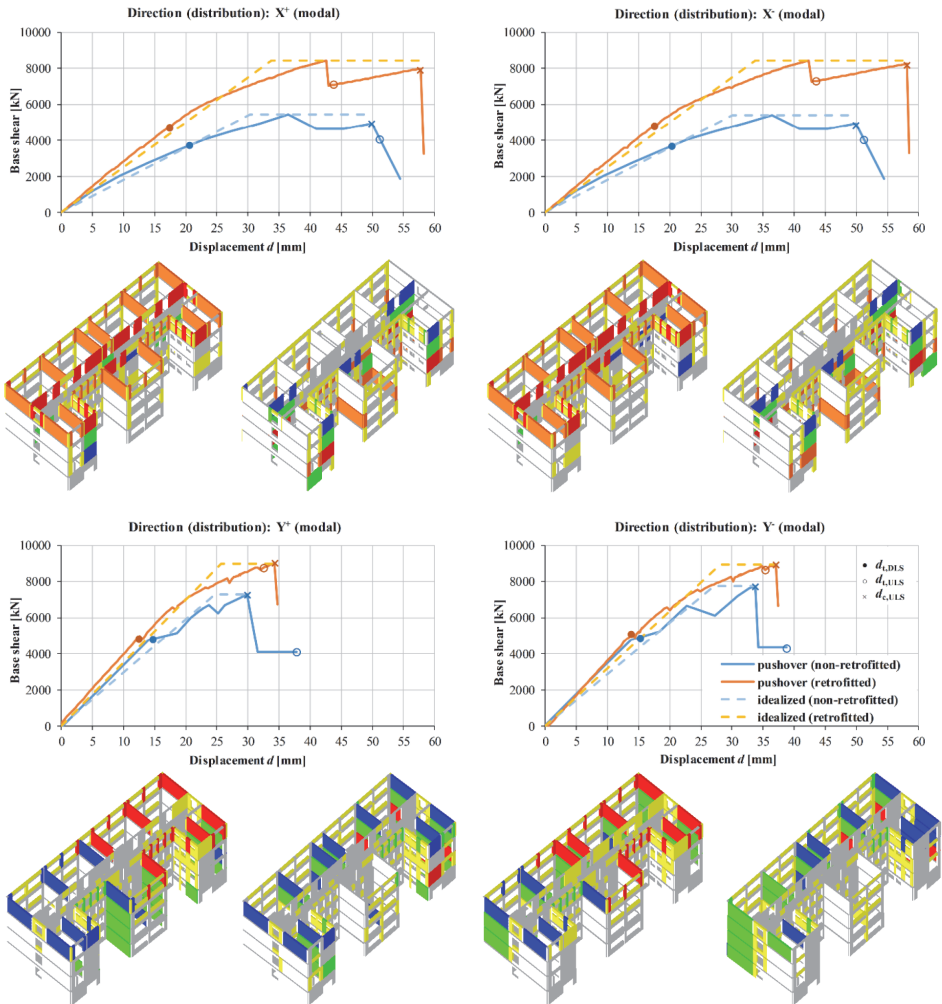 Direction (distribution): X+ (modal)
Base shear [kN]
10000
8000
6000
4000
2000
0
0 5 10 15 20 25 30 35 40 45 50 55 60
Displacement d [mm]
Direction (distribution): X- (modal)
Base shear [kN]
10000
8000
6000
4000
2000
0
0 5 10 15 20 25 30 35 40 45 50 55 60
Displacement d [mm]
Direction (distribution): Y+ (modal)
Base shear [kN]
10000
8000
6000
4000
2000
0
0 5 10 15 20 25 30 35 40 45 50 55 60
Displacement d [mm]
Direction (distribution): Y- (modal)
Base shear [kN]
10000
8000
6000
4000
2000
0
0 5 10 15 20 25 30 35 40 45 50 55 60
Displacement d [mm]
dt,DLS
dt,ULS
dc,ULS
pushover (non-retrofitted)
pushover (retrofitted)
idealized (non-retrofitted)
idealized (retrofitted)